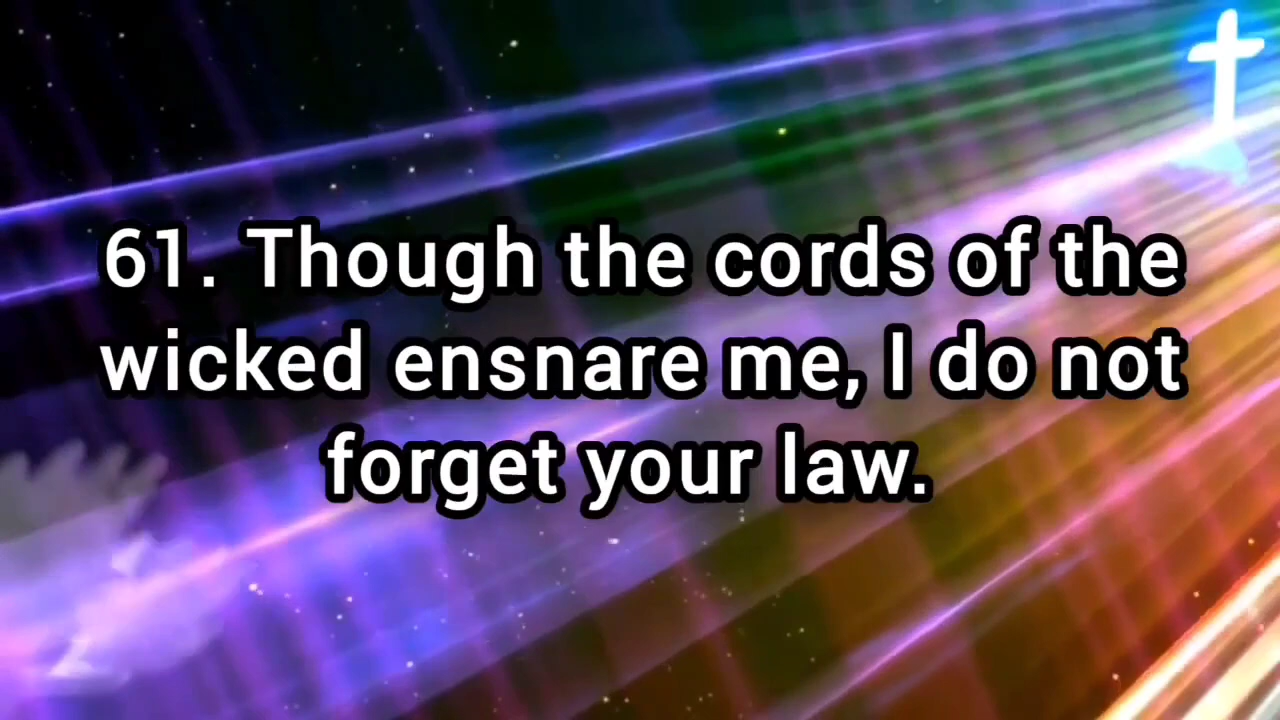 61. Though the cords of the
wicked ensnare me, I do not
forget your law.